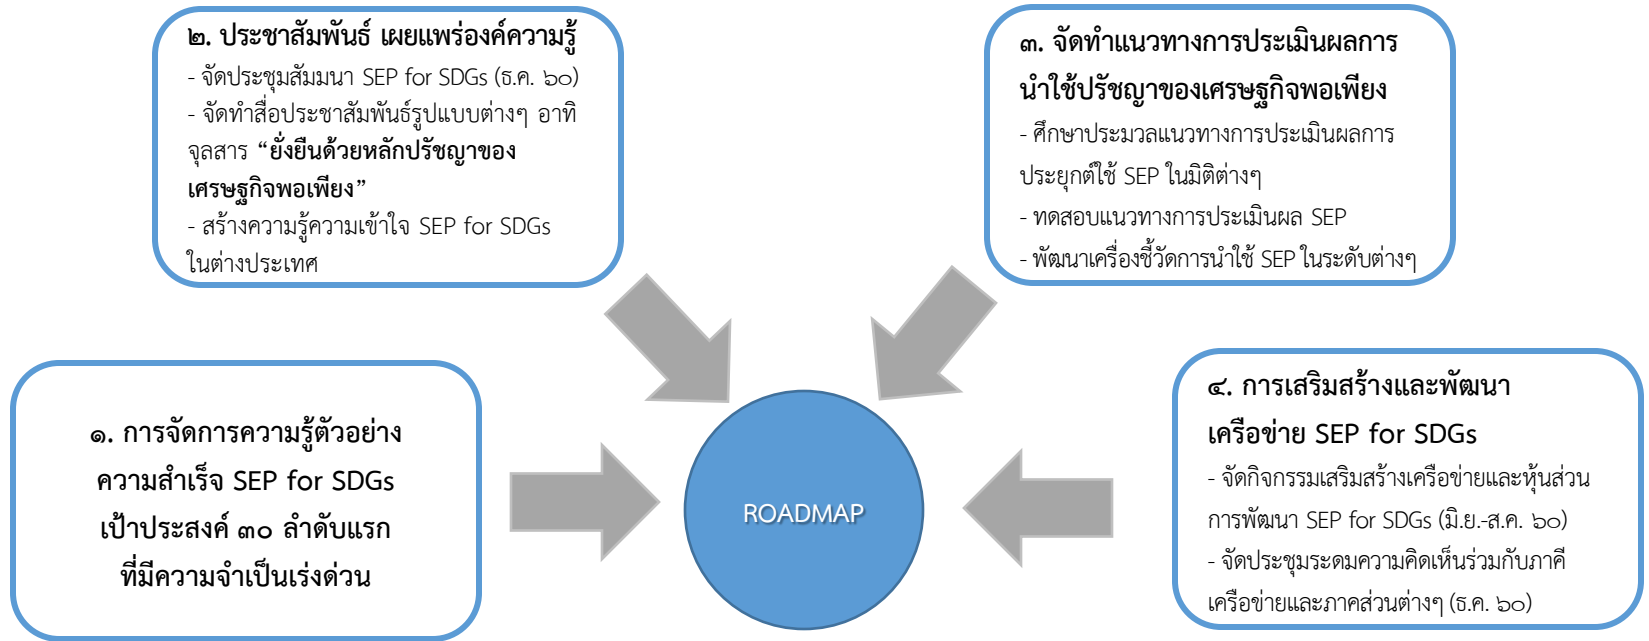 ๒. ประชาสัมพันธ์ เผยแพร่องค์ความรู้
- จัดประชุมสัมมนา SEP for SDGs (ธ.ค. ๖๐)
- จัดทำสื่อประชาสัมพันธ์รูปแบบต่างๆ อาทิ
จุลสาร “ยั่งยืนด้วยหลักปรัชญาของ
เศรษฐกิจพอเพียง”
- สร้างความรู้ความเข้าใจ SEP for SDGs
ในต่างประเทศ
๓. จัดทำแนวทางการประเมินผลการ
นำใช้ปรัชญาของเศรษฐกิจพอเพียง
- ศึกษาประมวลแนวทางการประเมินผลการ
ประยุกต์ใช้ SEP ในมิติต่างๆ
- ทดสอบแนวทางการประเมินผล SEP
- พัฒนาเครื่องชี้วัดการนำใช้ SEP ในระดับต่างๆ
๑. การจัดการความรู้ตัวอย่าง
ความสำเร็จ SEP for SDGs
เป้าประสงค์ ๓๐ ลำดับแรก
ที่มีความจำเป็นเร่งด่วน
ROADMAP
๔. การเสริมสร้างและพัฒนา
เครือข่าย SEP for SDGs
- จัดกิจกรรมเสริมสร้างเครือข่ายและหุ้นส่วน
การพัฒนา SEP for SDGs (มิ.ย.-ส.ค. ๖๐)
- จัดประชุมระดมความคิดเห็นร่วมกับภาคี
เครือข่ายและภาคส่วนต่างๆ (ธ.ค. ๖๐)